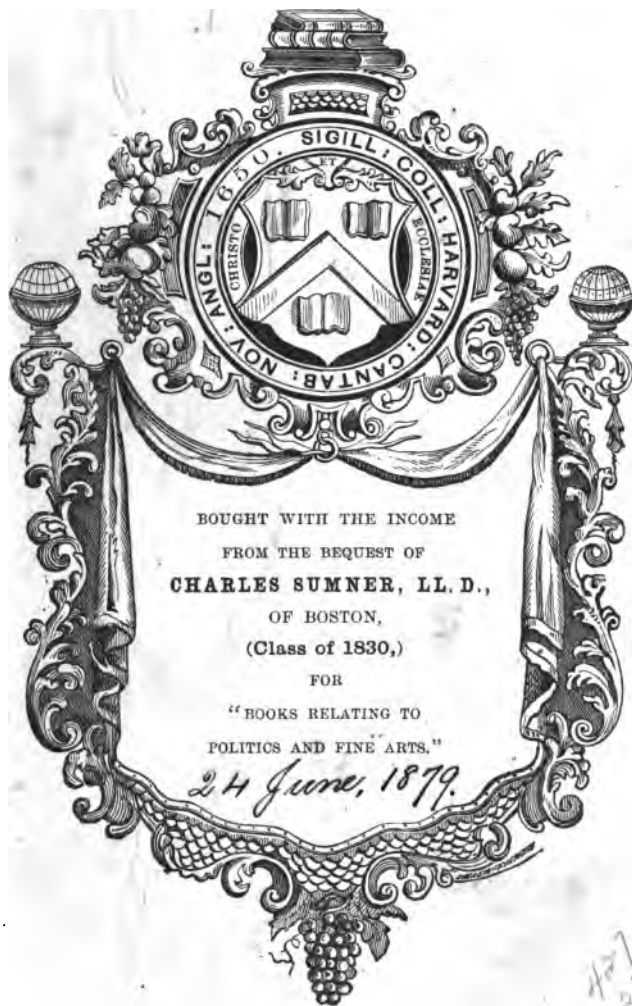 SIGILL: COLL: HARVARD: CANTAB: NOV: ANGL: 1650.
CHRISTO
ET
ECCLESIAE
BOUGHT WITH THE INCOME
FROM THE BEQUEST OF
CHARLES SUMNER, LL. D.,
OF BOSTON,
(Class of 1830,)
FOR
"BOOKS RELATING TO
POLITICS AND FINE ARTS."
24 June, 1879.